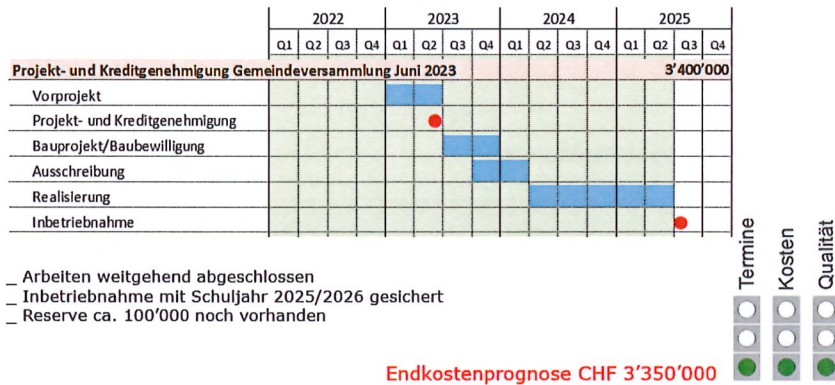 2022 2023 2024 2025
Q1 Q2 Q3 Q4 Q1 Q2 Q3 Q4 Q1 Q2 Q3 Q4 Q1 Q2 Q3 Q4
Projekt- und Kreditgenehmigung Gemeindeversammlung Juni 2023 3'400'000
Vorprojekt
Projekt- und Kreditgenehmigung
Bauprojekt/Baubewilligung
Ausschreibung
Realisierung
Inbetriebnahme
_ Arbeiten weitgehend abgeschlossen
_ Inbetriebnahme mit Schuljahr 2025/2026 gesichert
_ Reserve ca. 100'000 noch vorhanden
Termine
Kosten
Qualität
Endkostenprognose CHF 3'350'000